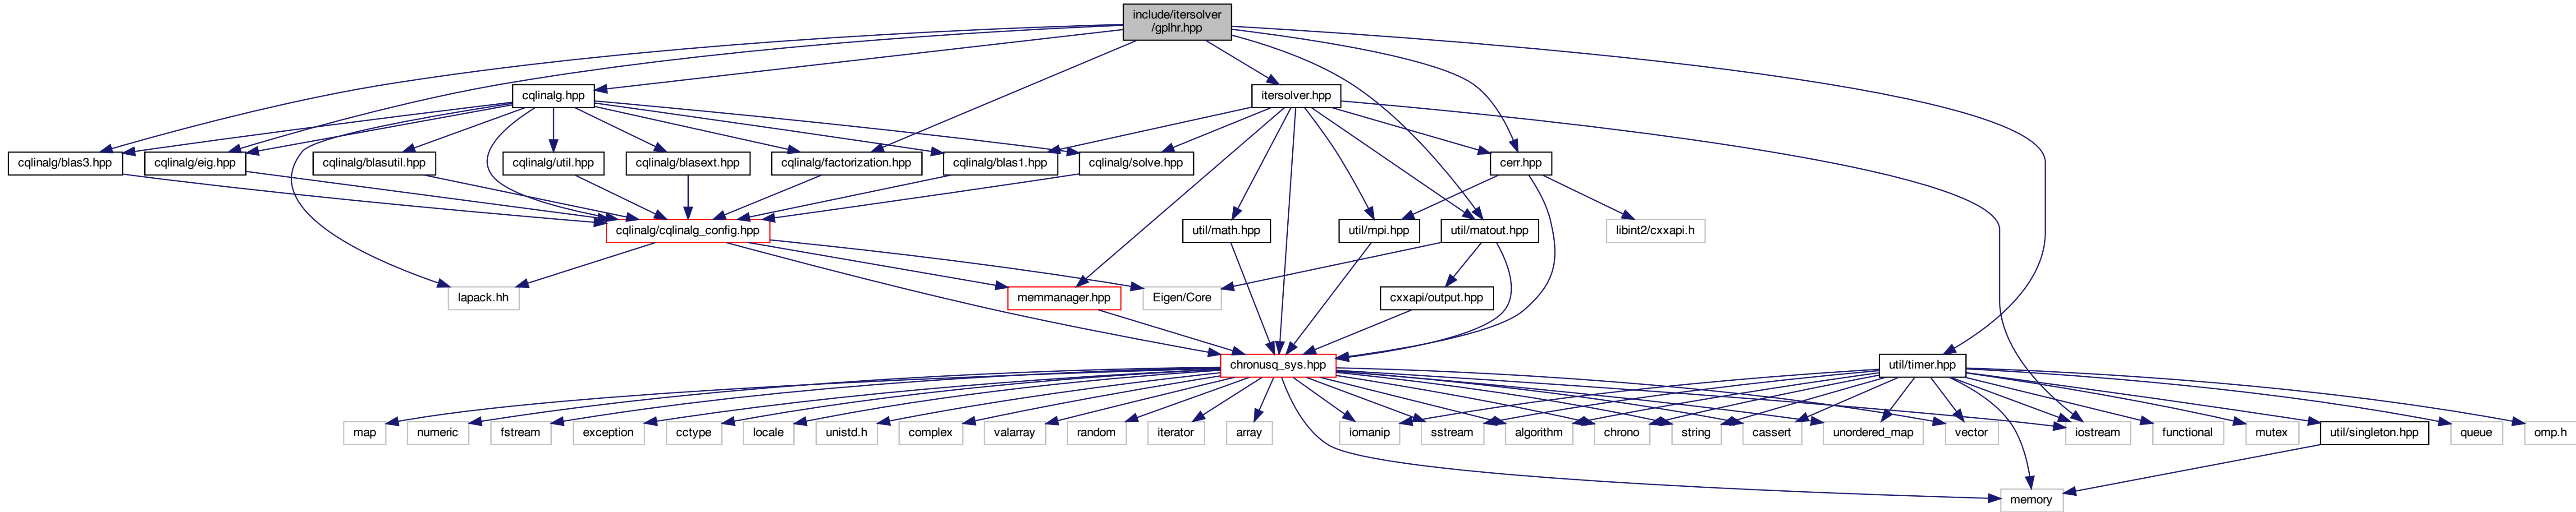 include/itersolver
/gplhr.hpp
cqlinalg.hpp
itersolver.hpp
cqlinalg/blas3.hpp
cqlinalg/eig.hpp
cqlinalg/blasutil.hpp
cqlinalg/util.hpp
cqlinalg/blasext.hpp
cqlinalg/factorization.hpp
cqlinalg/blas1.hpp
cqlinalg/solve.hpp
cerr.hpp
cqlinalg/cqlinalg_config.hpp
util/math.hpp
util/mpi.hpp
util/matout.hpp
libint2/cxxapi.h
lapack.hh
memmanager.hpp
Eigen/Core
cxxapi/output.hpp
chronusq_sys.hpp
util/timer.hpp
map
numeric
fstream
exception
cctype
locale
unistd.h
complex
valarray
random
iterator
array
iomanip
sstream
algorithm
chrono
string
cassert
unordered_map
vector
iostream
functional
mutex
util/singleton.hpp
queue
omp.h
memory